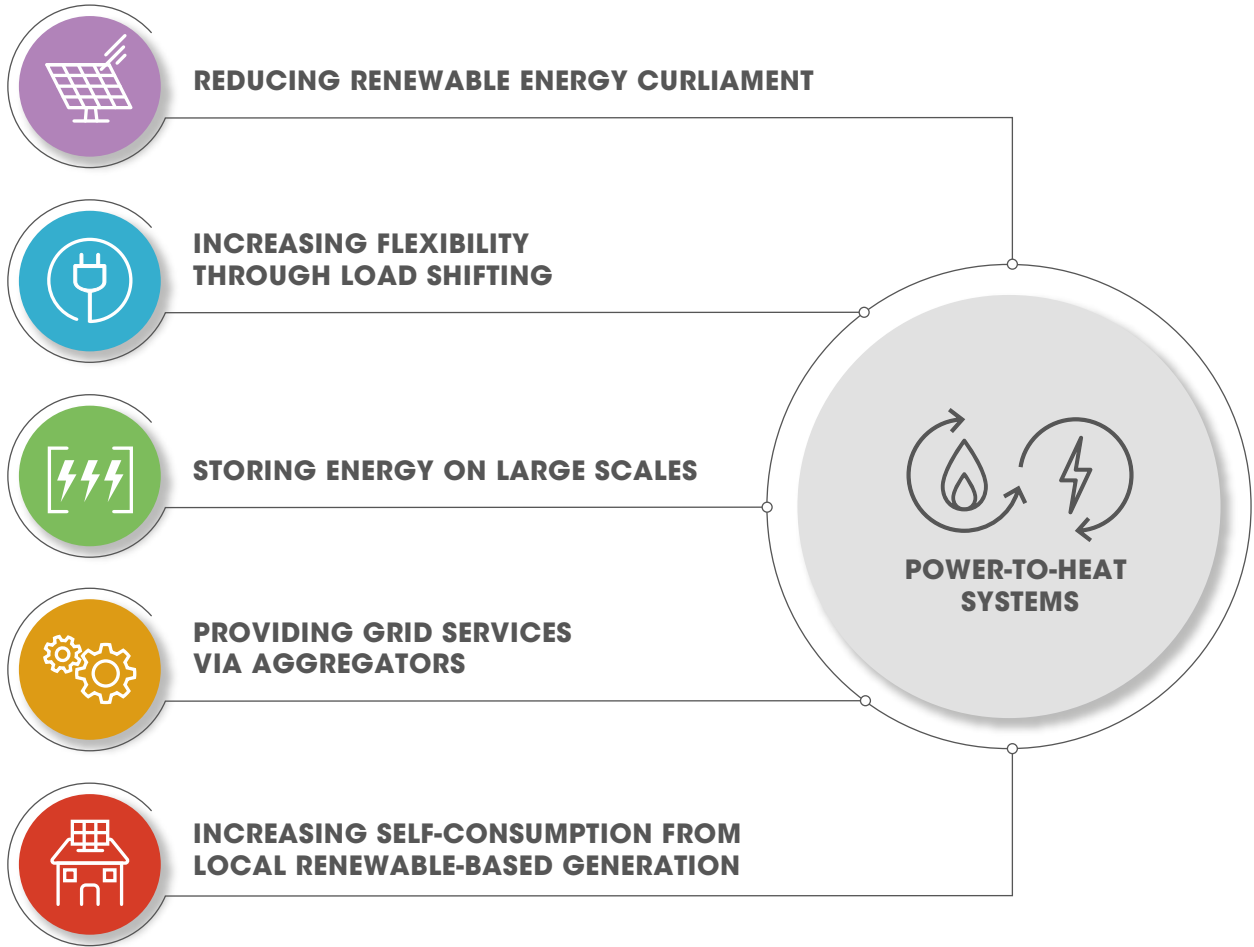 REDUCING RENEWABLE ENERGY CURLIAMENT
INCREASING FLEXIBILITY
THROUGH LOAD SHIFTING
STORING ENERGY ON LARGE SCALES
POWER-TO-HEAT
SYSTEMS
PROVIDING GRID SERVICES
VIA AGGREGATORS
INCREASING SELF-CONSUMPTION FROM
LOCAL RENEWABLE-BASED GENERATION